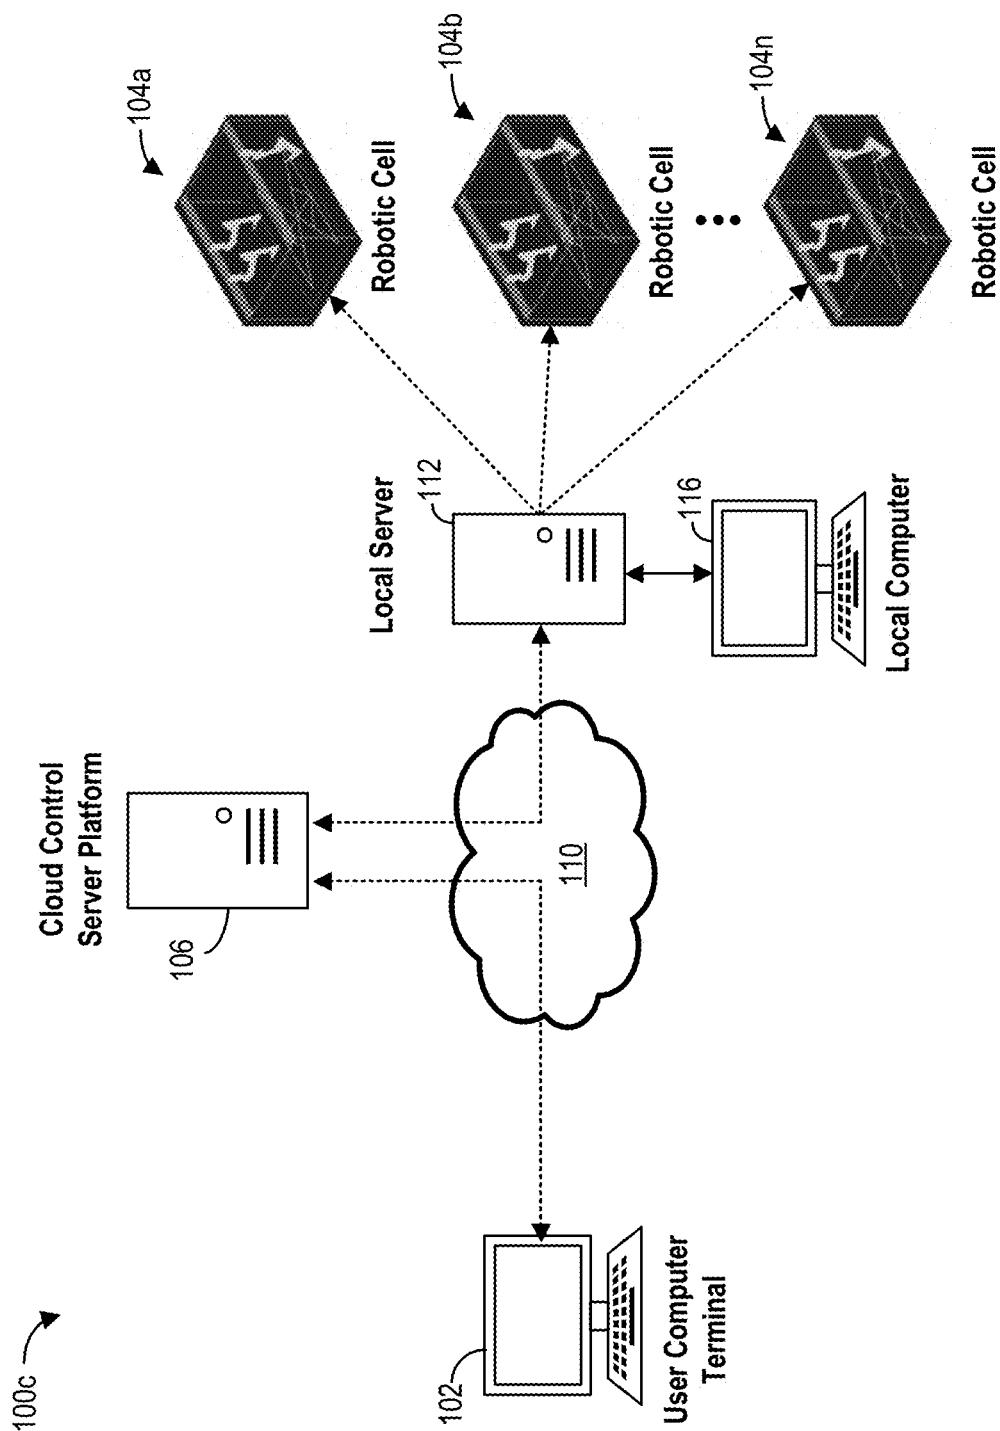 100c
Cloud Control
Server Platform
106
104a
Robotic Cell
Local Server
112
104b
Robotic Cell
102
User Computer
Terminal
110
116
Local Computer
104n
Robotic Cell